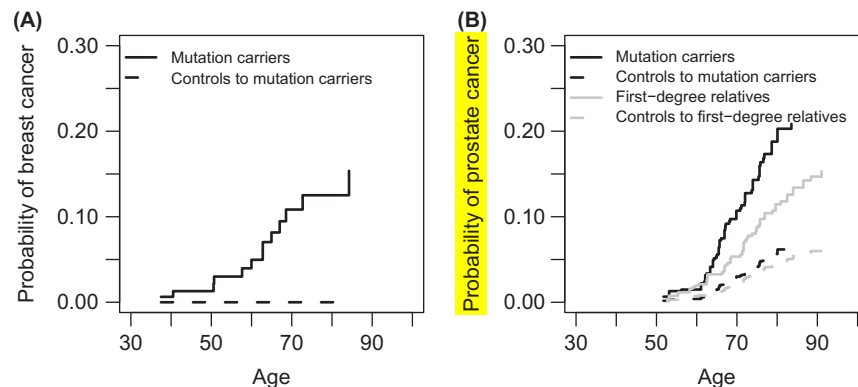 (A)
Probability of breast cancer
0.30
0.20
0.10
0.00
Mutation carriers
Controls to mutation carriers
30
50
70
90
Age
(B)
Probability of prostate cancer
0.30
0.20
0.10
0.00
Mutation carriers
Controls to mutation carriers
First−degree relatives
Controls to first−degree relatives
30
50
70
90
Age